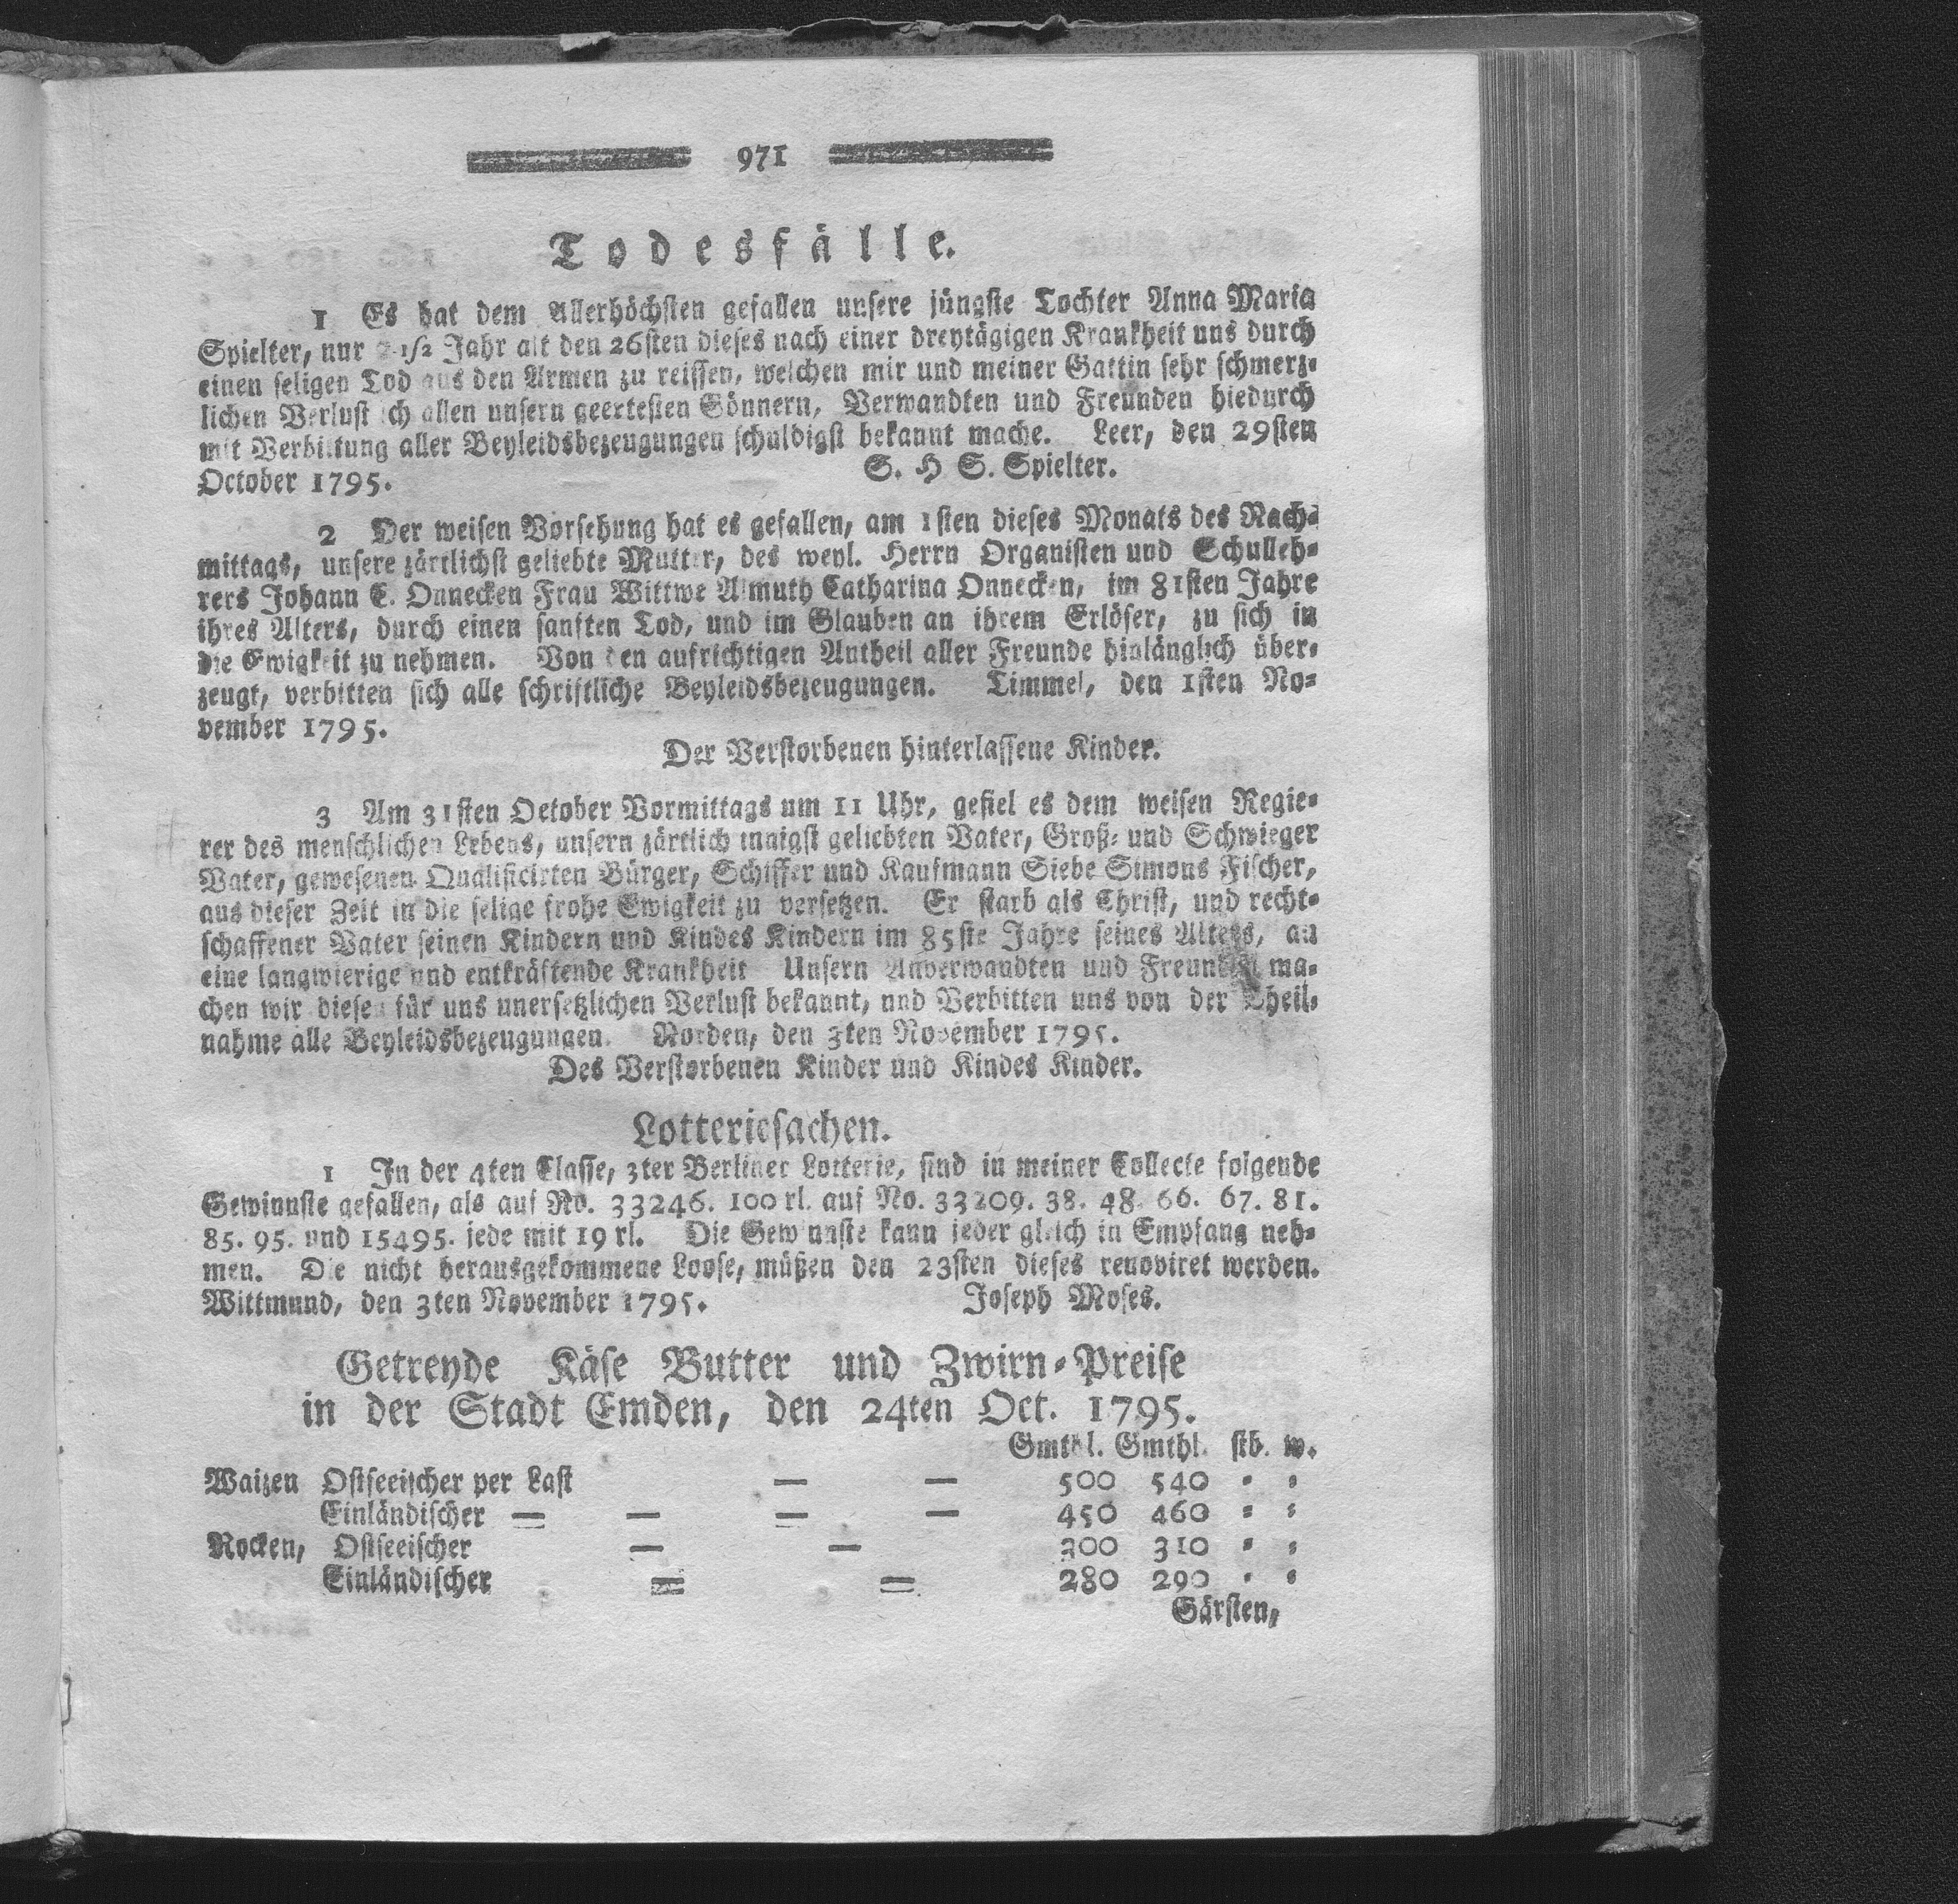 971
Todesfälle.
1 Es hat dem Allerhöchsten gefallen unsere jüngste Tochter Anna Maria
Spielter, nur 2 1/2 Jahr alt den 26sten dieses nach einer dreytägigen Krankheit uns durch
einen seligen Tod aus den Armen zu reissen, welchen mir und meiner Gattin sehr schmerz-
lichen Verlust ich allen unsern geertesten Gönnern, Verwandten und Freunden hiedurch
mit Verbittung aller Beyleidsbezeugungen schuldigst bekannt mache. Leer, den 29sten
October 1795. S. H S. Spielter.
2 Der weisen Vorsehung hat es gefallen, am 1sten dieses Monats des Nach-
mittags, unsere zärtlichst geliebte Mutter, des weyl. Herrn Organisten und Schulleh-
rers Johann C. Onnecken Frau Wittwe Almuth Catharina Onnecken, im 81sten Jahre
ihres Alters, durch einen sanften Tod, und im Glauben an ihrem Erlöser, zu sich in
die Ewigkeit zu nehmen. Von den aufrichtigen Antheil aller Freunde hinlänglich über-
zeugt, verbitten sich alle schriftliche Beyleidsbezeugungen. Timmel, den 1sten No-
vember 1795.
Der Verstorbenen hinterlassene Kinder.
3 Am 31sten October Vormittags um 11 Uhr, gefiel es dem weisen Regie-
rer des menschlichen Lebens, unsern zärtlich innigst geliebten Vater, Groß- und Schwieger
Vater, gewesenen Qualificirten Bürger, Schiffer und Kaufmann Siebe Simons Fischer,
aus dieser Zeit in die selige frohe Ewigkeit zu versetzen. Er starb als Christ, und recht-
schaffener Vater seinen Kindern und Kindes Kindern im 85ste Jahre seines Alters, an
eine langwierige und entkräftende Krankheit Unsern Anverwandten und Freunden ma-
chen wir diesen für uns unersetzlichen Verlust bekannt, und Verbitten uns von der Theil-
nahme alle Beyleidsbezeugungen. Norden, den 3ten November 1795.
Des Verstorbenen Kinder und Kindes Kinder.
Lotteriesachen.
1 In der 4ten Classe, 3ter Berliner Lotterie, sind in meiner Collecte folgende
Gewinnste gefallen, als auf No. 33246. 100 rl. auf No. 33209. 38. 48. 66. 67. 81.
85. 95. und 15495. jede mit 19 rl. Die Gewinnste kann jeder gleich in Empfang neh-
men. Die nicht herausgekommene Loose, müßen den 23sten dieses renoviret werden.
Wittmund, den 3ten November 1795. Joseph Moses.
Getreyde Käse Butter und Zwirn-Preise
in der Stadt Emden, den 24ten Oct. 1795.
Gmthl. Gmthl. stb. w.
Waizen Ostseeischer per Last — — 500 540 - -
Einländischer — — — — 450 460 - -
Rocken, Ostseeischer — — 300 310 - -
Einländischer — — 280 290 - -
Gärsten,